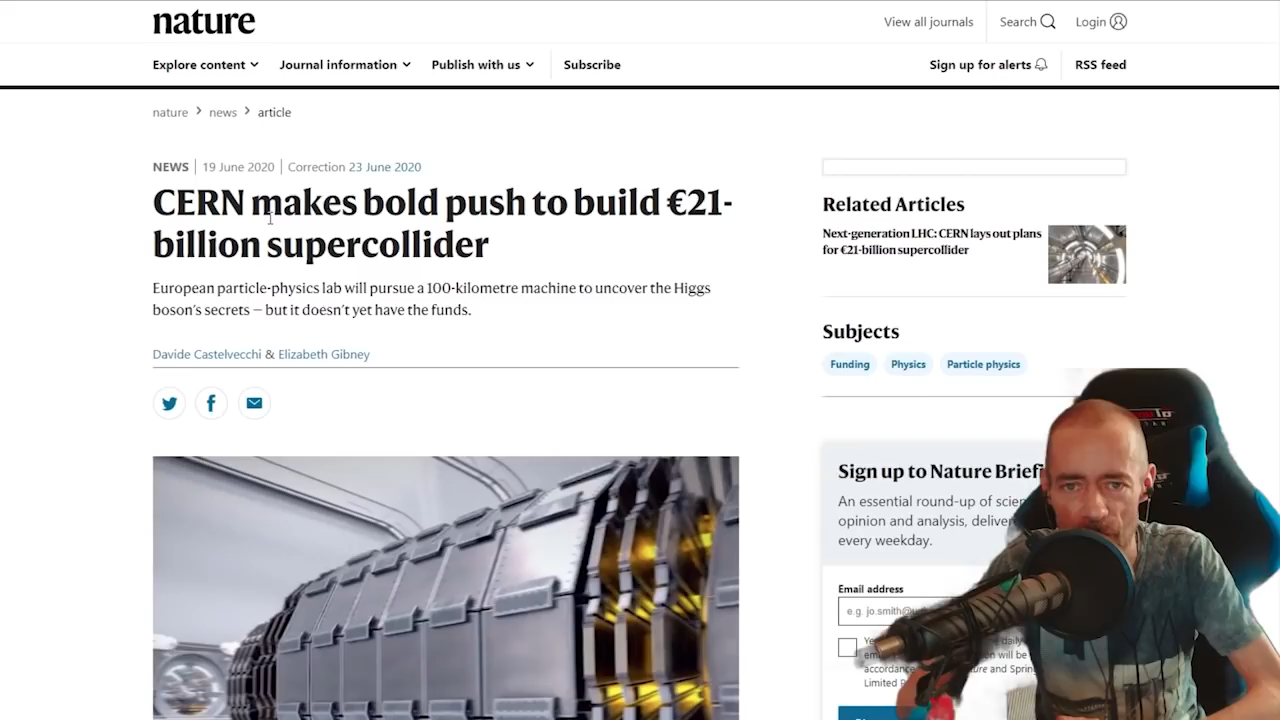 nature
View all journals
Search
Login
Explore content
Journal information
Publish with us
Subscribe
Sign up for alerts
RSS feed
nature
news
article
NEWS
19 June 2020
Correction 23 June 2020
CERN makes bold push to build €21-
billion supercollider
European particle-physics lab will pursue a 100-kilometre machine to uncover the Higgs
boson's secrets — but it doesn't yet have the funds.
Davide Castelvecchi & Elizabeth Gibney
Related Articles
Next-generation LHC: CERN lays out plans
for €21-billion supercollider
Subjects
Funding
Physics
Particle physics
Sign up to Nature
An essential round-up of
opinion and analysis,
every weekday.
Email address
e.g.
will be
and
Limited